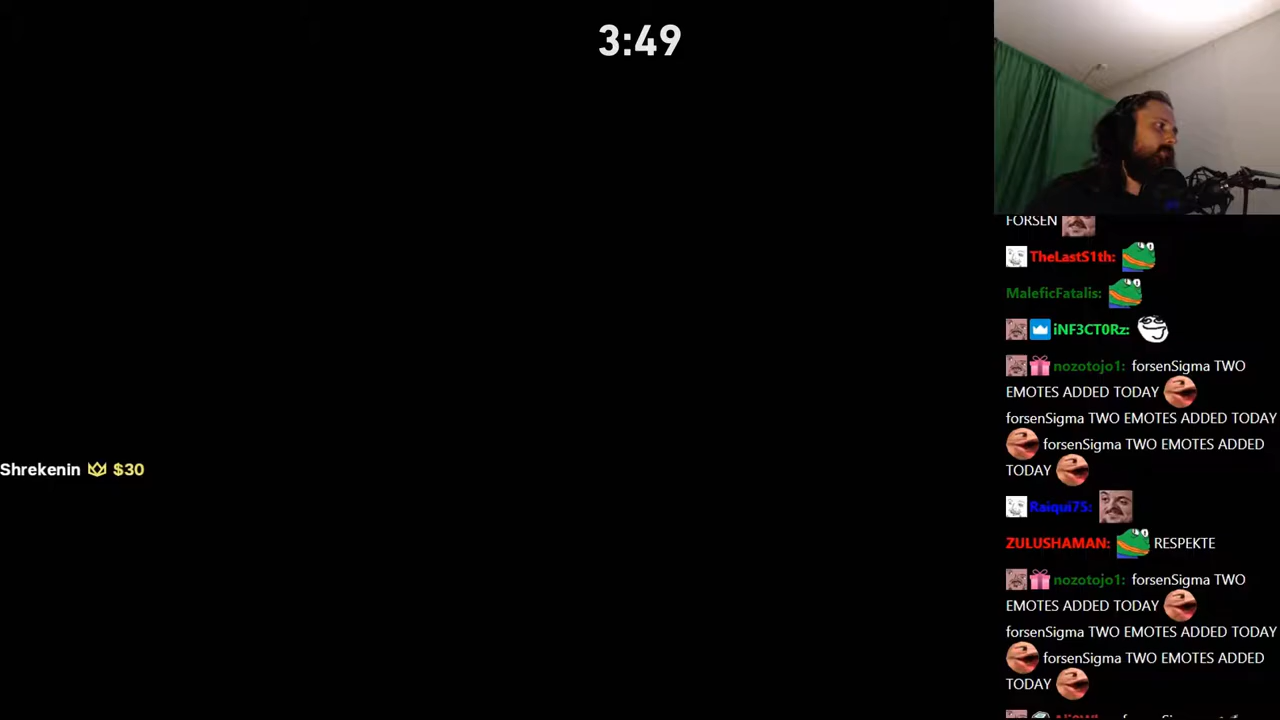 3:49
FORSEN
TheLastS1th:
MaleficFatalis:
iNF3CT0Rz:
nozotojo1: forsenSigma TWO
EMOTES ADDED TODAY
forsenSigma TWO EMOTES ADDED TODAY
forsenSigma TWO EMOTES ADDED
TODAY
Shrekenin $30
Raiqui75:
ZULUSHAMAN: RESPEKTE
nozotojo1: forsenSigma TWO
EMOTES ADDED TODAY
forsenSigma TWO EMOTES ADDED TODAY
forsenSigma TWO EMOTES ADDED
TODAY